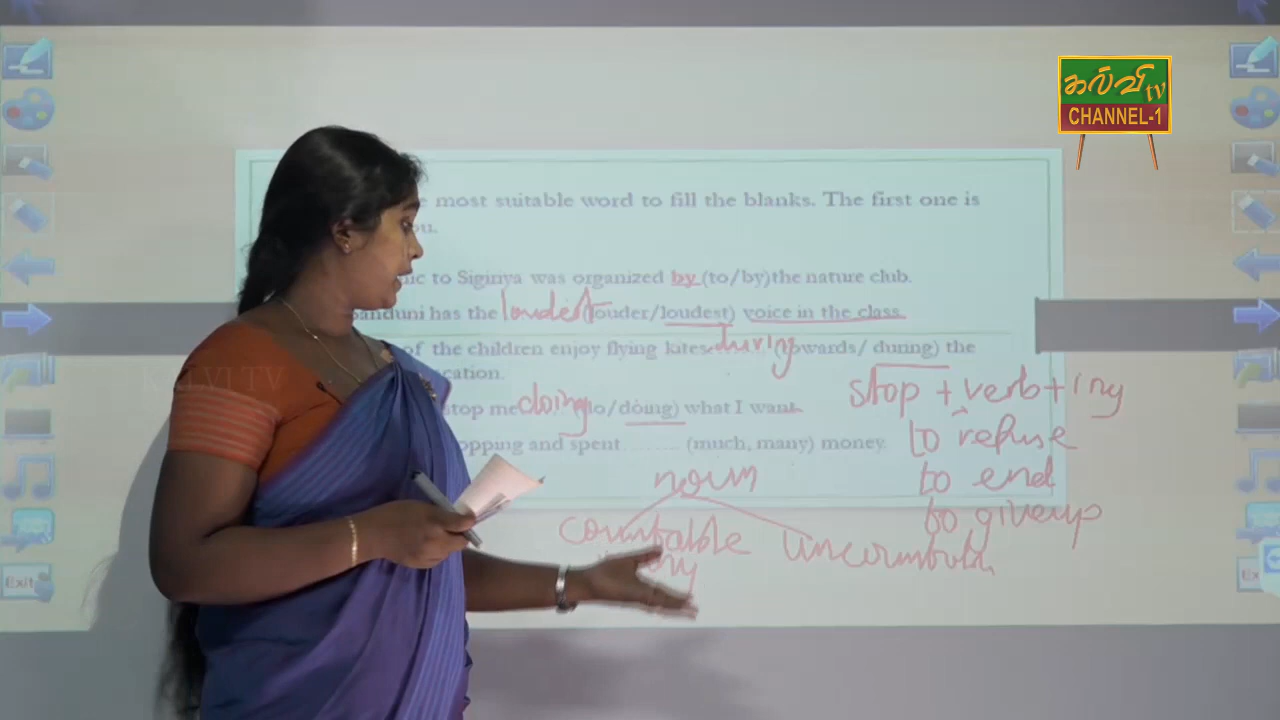 கல்வி tv
CHANNEL-1
most suitable word to fill the blanks. The first one is
to Sigiriya was organized by (to/by)the nature club.
has the loudest (louder/loudest) voice in the class.
of the children enjoy flying kites during (towards/ during) the
me doing (to/doing) what I want.
and spent ........ (much, many) money.
stop + verb + ing
to refuse
to end
to giveup
noun
countable uncountable
KALVI TV
Exit